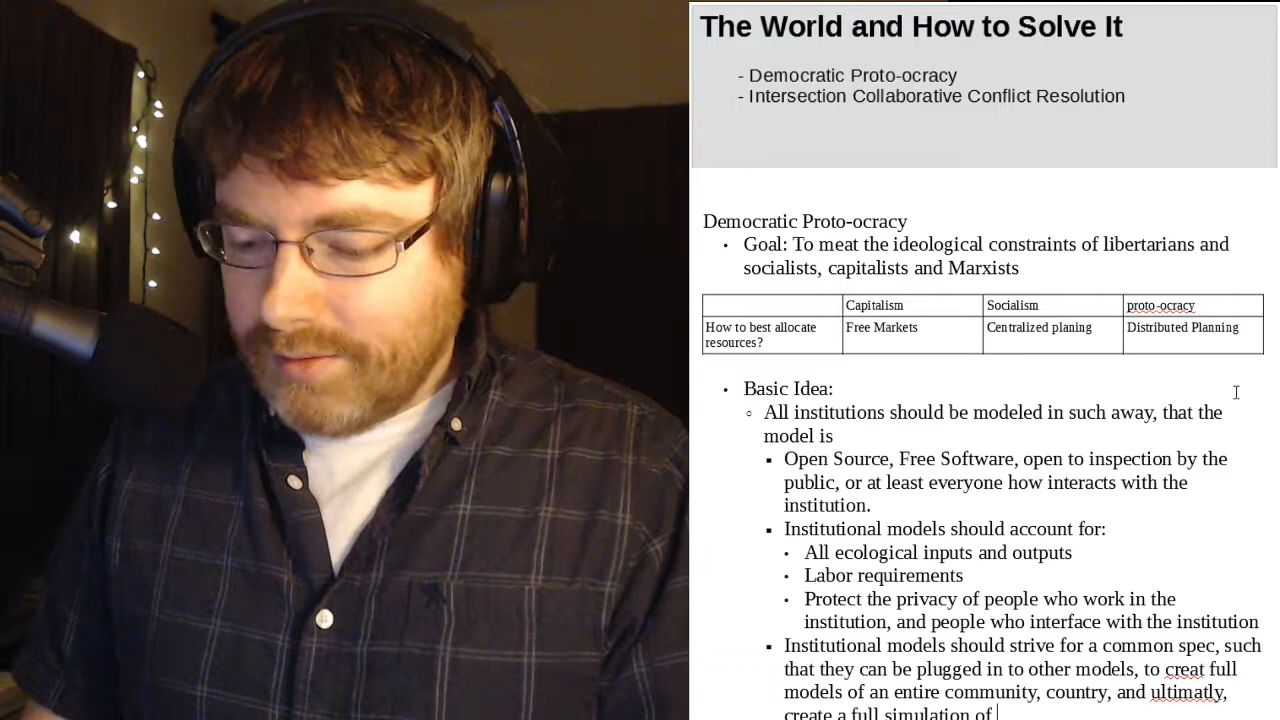 The World and How to Solve It
- Democratic Proto-ocracy
- Intersection Collaborative Conflict Resolution
Democratic Proto-ocracy
• Goal: To meat the ideological constraints of libertarians and
socialists, capitalists and Marxists
Capitalism Socialism proto-ocracy
How to best allocate resources? Free Markets Centralized planing Distributed Planning
• Basic Idea:
◦ All institutions should be modeled in such away, that the
model is
▪ Open Source, Free Software, open to inspection by the
public, or at least everyone how interacts with the
institution.
▪ Institutional models should account for:
• All ecological inputs and outputs
• Labor requirements
• Protect the privacy of people who work in the
institution, and people who interface with the institution
▪ Institutional models should strive for a common spec, such
that they can be plugged in to other models, to creat full
models of an entire community, country, and ultimatly,
create a full simulation of